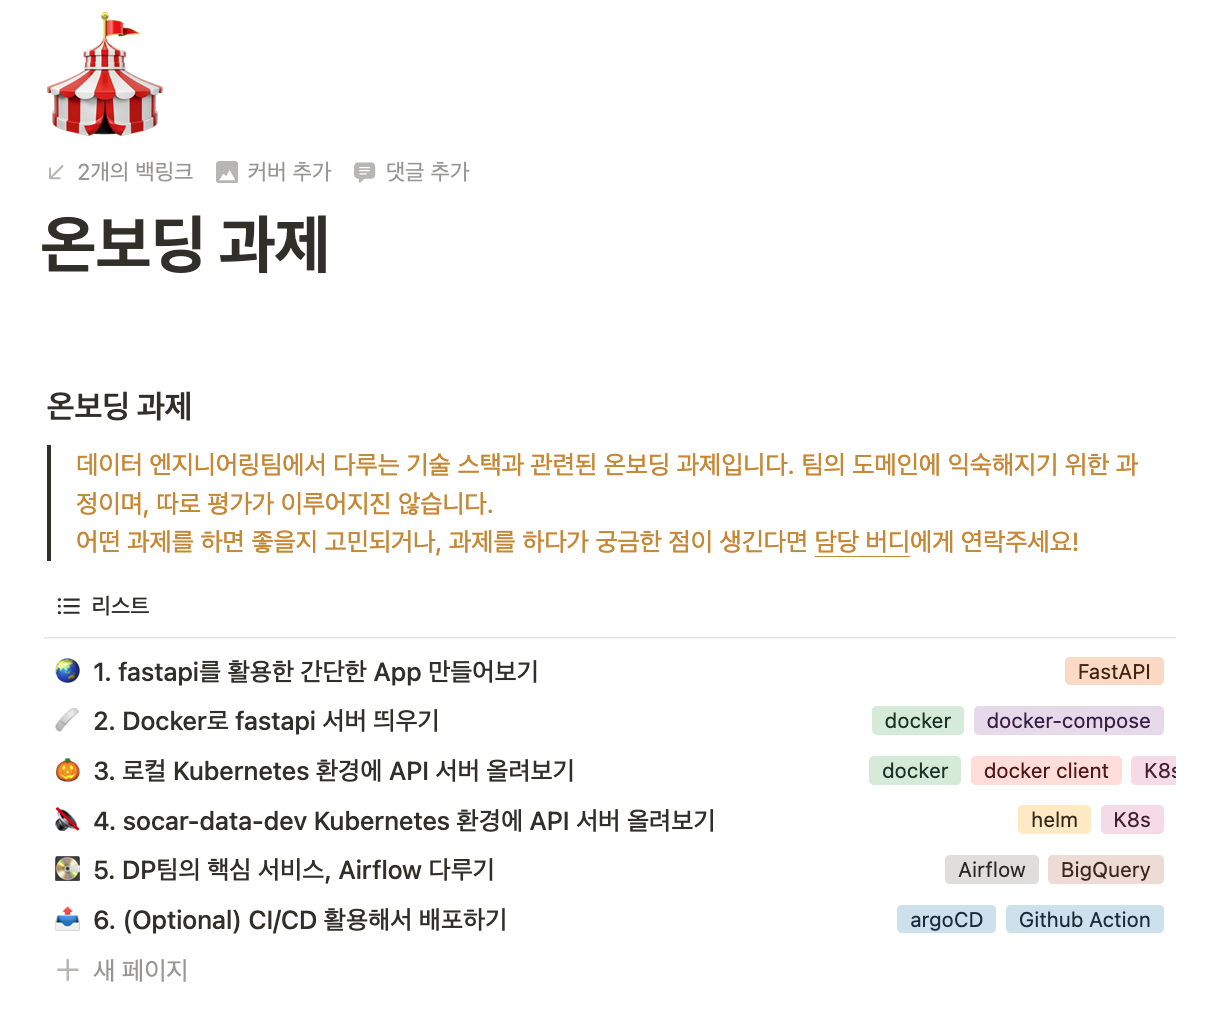 2개의 백링크 커버 추가 댓글 추가
온보딩 과제
온보딩 과제
데이터 엔지니어링팀에서 다루는 기술 스택과 관련된 온보딩 과제입니다. 팀의 도메인에 익숙해지기 위한 과
정이며, 따로 평가가 이루어지진 않습니다.
어떤 과제를 하면 좋을지 고민되거나, 과제를 하다가 궁금한 점이 생긴다면 담당 버디에게 연락주세요!
리스트
1. fastapi를 활용한 간단한 App 만들어보기 FastAPI
2. Docker로 fastapi 서버 띄우기 docker docker-compose
3. 로컬 Kubernetes 환경에 API 서버 올려보기 docker docker client K8s
4. socar-data-dev Kubernetes 환경에 API 서버 올려보기 helm K8s
5. DP팀의 핵심 서비스, Airflow 다루기 Airflow BigQuery
6. (Optional) CI/CD 활용해서 배포하기 argoCD Github Action
새 페이지